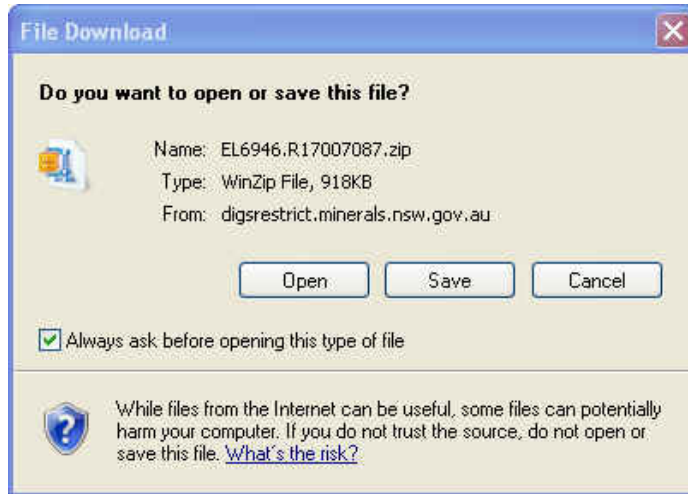 File Download
Do you want to open or save this file?
Name: EL6946.R17007087.zip
Type: WinZip File, 918KB
From: digsrestrict.minerals.nsw.gov.au
Open Save Cancel
Always ask before opening this type of file
While files from the Internet can be useful, some files can potentially
harm your computer. If you do not trust the source, do not open or
save this file. What's the risk?